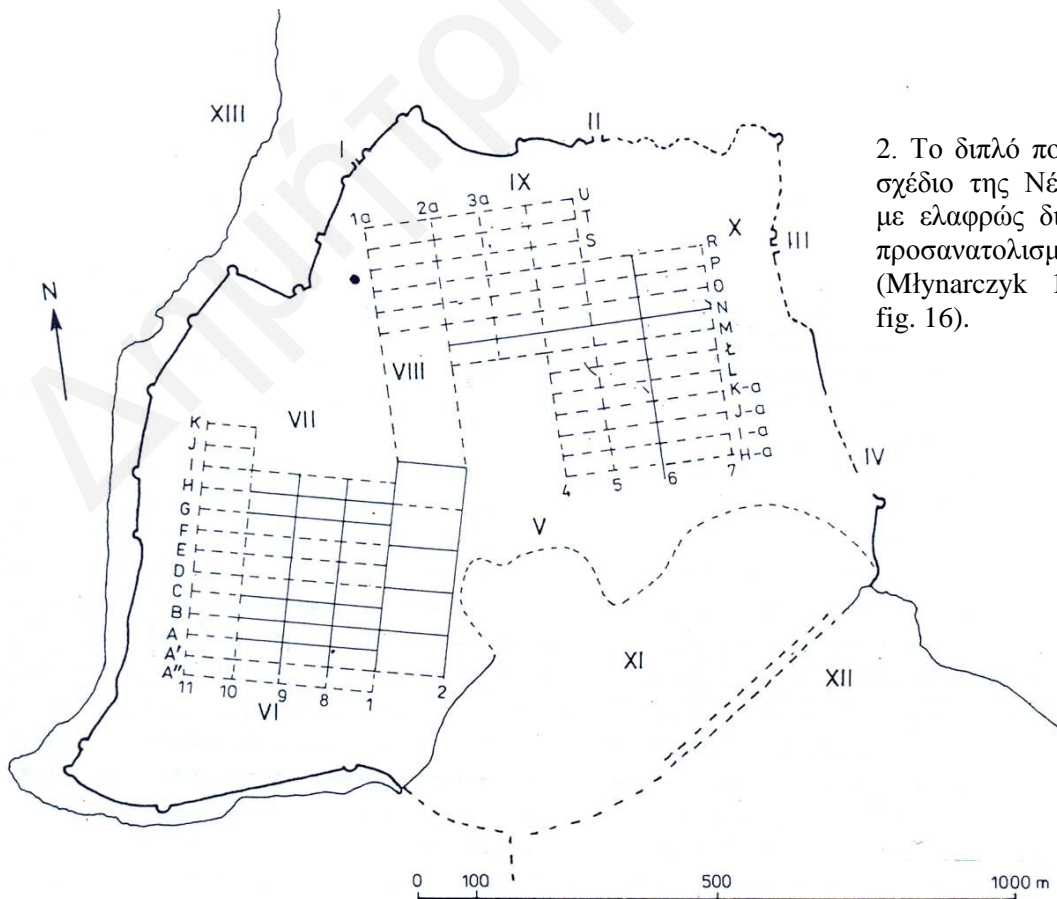 XIII
I
II
IX
U
T
S
1a 2a 3a
X
R
P
O
N
M
Ł
L
K-a
J-a
I-a
H-a
III
2. Το διπλό
σχέδιο της
με ελαφρώς
(Młynarczyk
fig. 16).
N
VIII
VII
IV
4 5 6 7
V
K
J
I
H
G
F
E
D
C
B
A
A'
A"
11 10 9 8 1 2
VI
XI
XII
0 100 500 1000 m
Δημήτρη